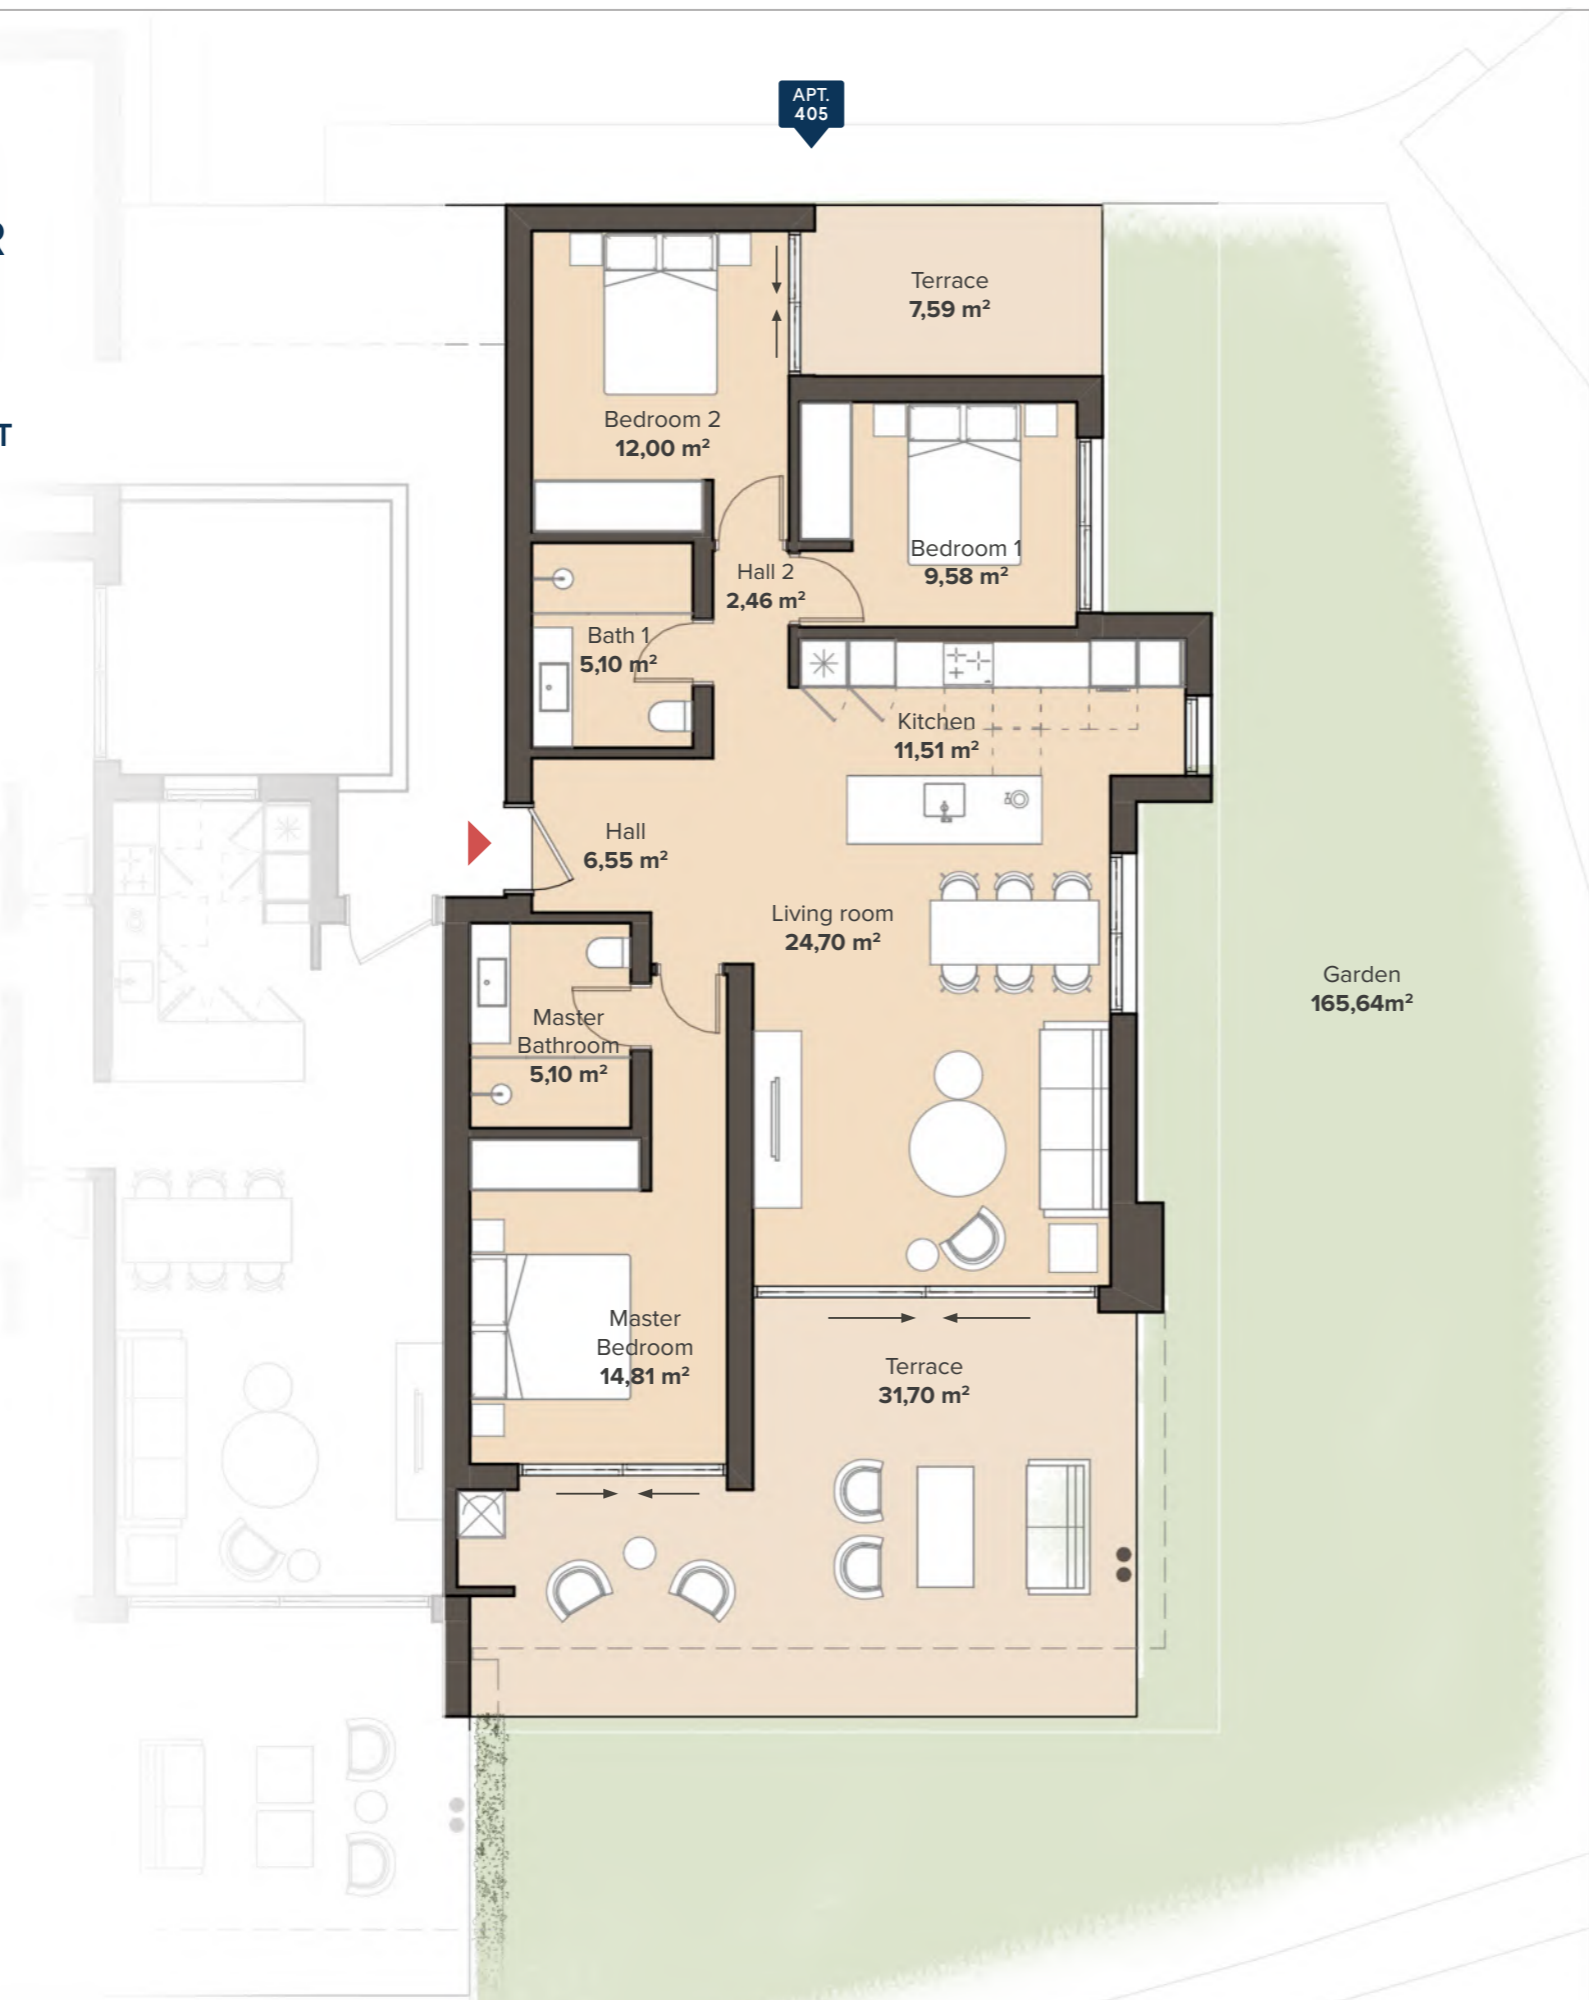 APT.
405
R
T
Terrace
7,59 m²
Bedroom 2
12,00 m²
Bedroom 1
9,58 m²
Hall 2
2,46 m²
Bath 1
5,10 m²
Kitchen
11,51 m²
Hall
6,55 m²
Living room
24,70 m²
Garden
165,64m²
Master
Bathroom
5,10 m²
Master
Bedroom
14,81 m²
Terrace
31,70 m²